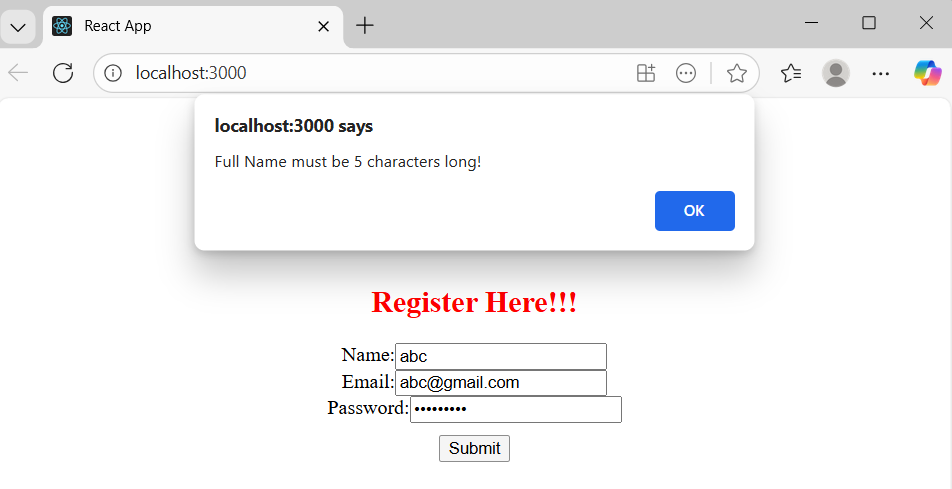 React App
localhost:3000
localhost:3000 says
Full Name must be 5 characters long!
OK
Register Here!!!
Name: abc
Email: abc@gmail.com
Password: •••••••••
Submit